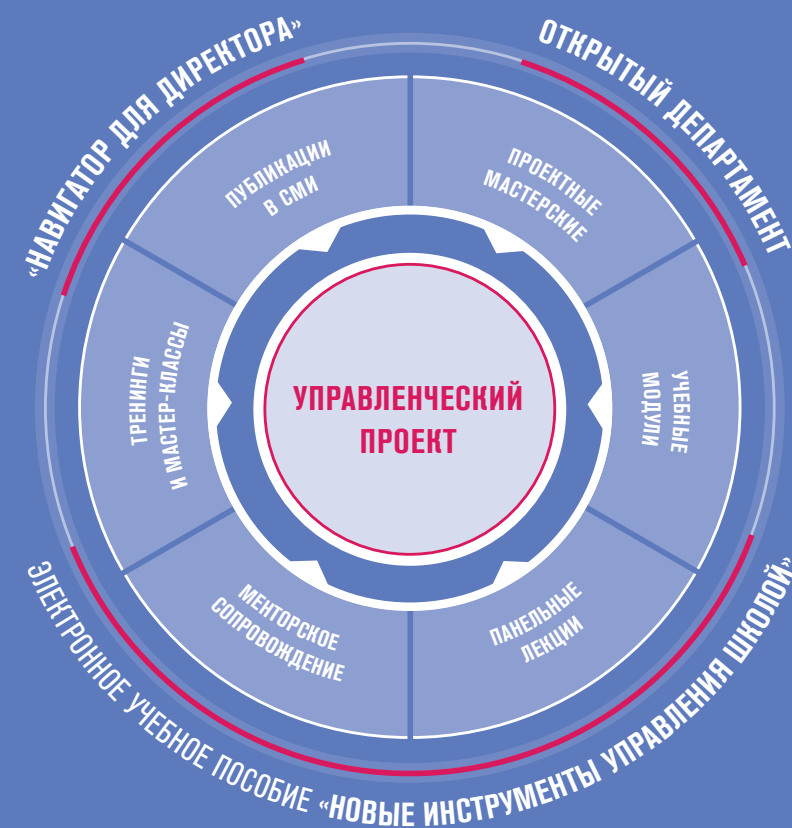 «НАВИГАТОР ДЛЯ ДИРЕКТОРА»
ОТКРЫТЫЙ ДЕПАРТАМЕНТ
ПУБЛИКАЦИИ
В СМИ
ПРОЕКТНЫЕ
МАСТЕРСКИЕ
ТРЕНИНГИ
И МАСТЕР-КЛАССЫ
УПРАВЛЕНЧЕСКИЙ
ПРОЕКТ
УЧЕБНЫЕ
МОДУЛИ
МЕНТОРСКОЕ
СОПРОВОЖДЕНИЕ
ПАНЕЛЬНЫЕ
ЛЕКЦИИ
ЭЛЕКТРОННОЕ УЧЕБНОЕ ПОСОБИЕ «НОВЫЕ ИНСТРУМЕНТЫ УПРАВЛЕНИЯ ШКОЛОЙ»